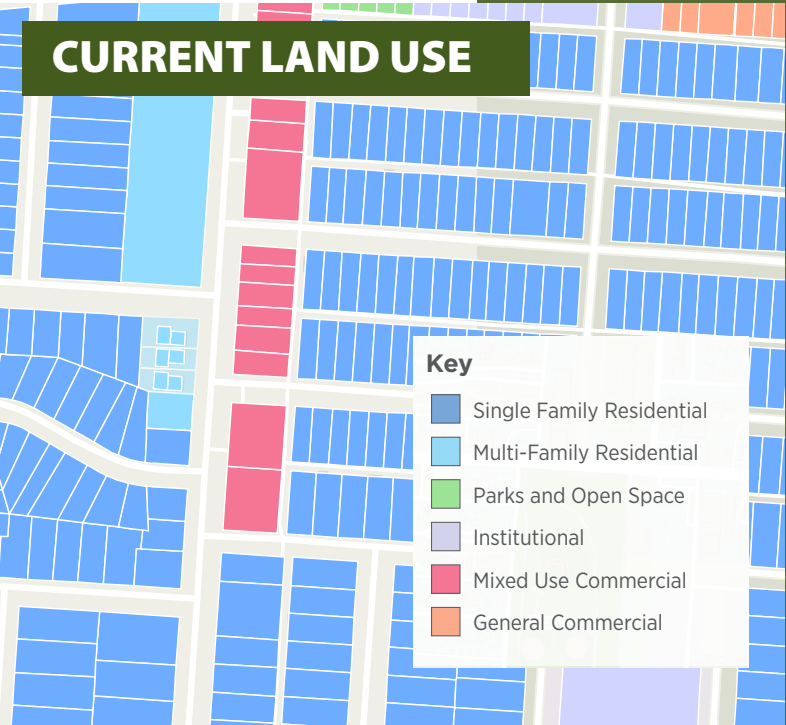 CURRENT LAND USE
Key
Single Family Residential
Multi-Family Residential
Parks and Open Space
Institutional
Mixed Use Commercial
General Commercial